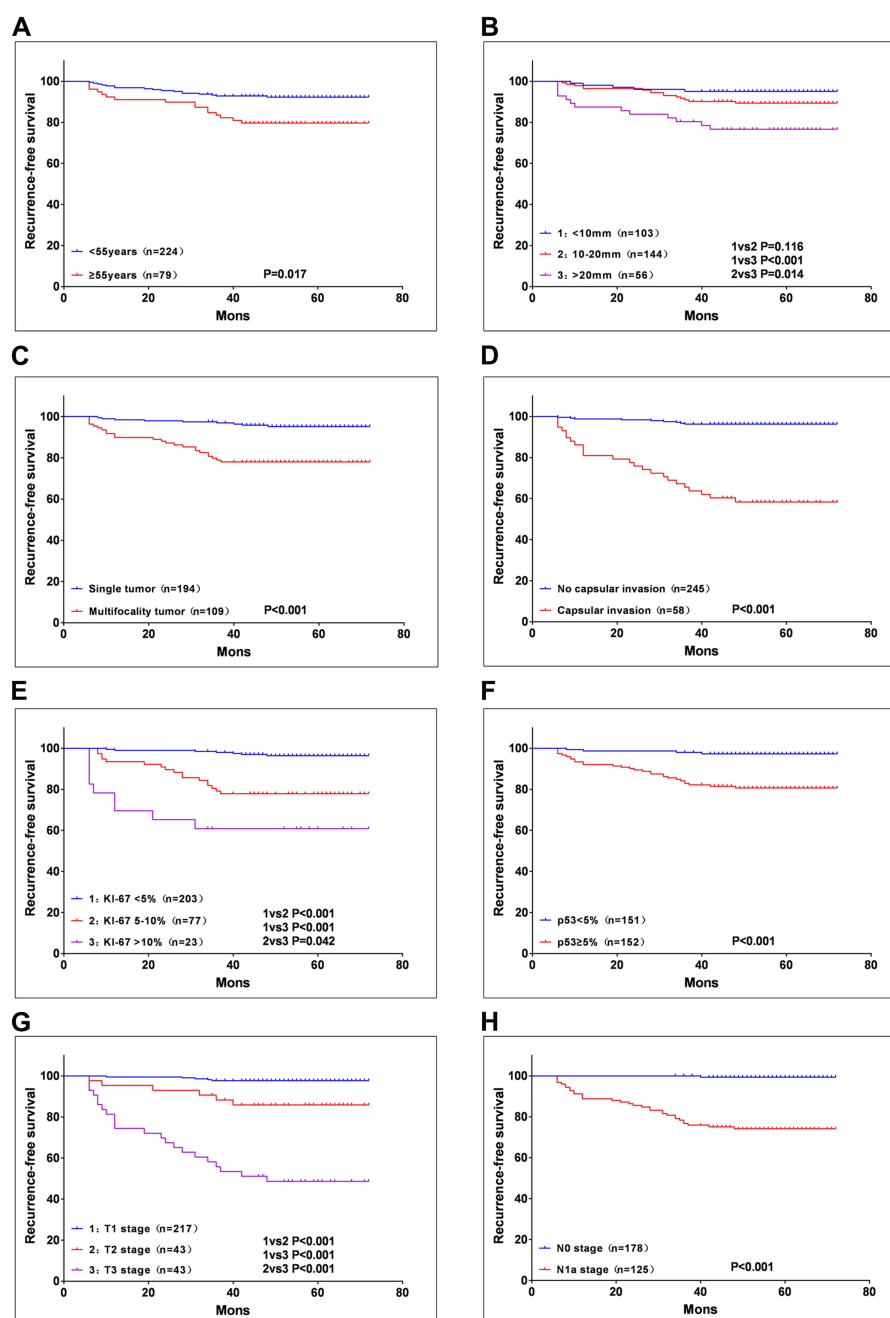 A
Recurrence-free survival
100
80
60
40
20
0
<55years (n=224)
≥55years (n=79)
P=0.017
0 20 40 60 80
Mons
B
Recurrence-free survival
100
80
60
40
20
0
1: <10mm (n=103)
2: 10-20mm (n=144)
3: >20mm (n=56)
1vs2 P=0.116
1vs3 P<0.001
2vs3 P=0.014
0 20 40 60 80
Mons
C
Recurrence-free survival
100
80
60
40
20
0
Single tumor (n=194)
Multifocality tumor (n=109)
P<0.001
0 20 40 60 80
Mons
D
Recurrence-free survival
100
80
60
40
20
0
No capsular invasion (n=245)
Capsular invasion (n=58)
P<0.001
0 20 40 60 80
Mons
E
Recurrence-free survival
100
80
60
40
20
0
1: KI-67 <5% (n=203)
2: KI-67 5-10% (n=77)
3: KI-67 >10% (n=23)
1vs2 P<0.001
1vs3 P<0.001
2vs3 P=0.042
0 20 40 60 80
Mons
F
Recurrence-free survival
100
80
60
40
20
0
p53<5% (n=151)
p53≥5% (n=152)
P<0.001
0 20 40 60 80
Mons
G
Recurrence-free survival
100
80
60
40
20
0
1: T1 stage (n=217)
2: T2 stage (n=43)
3: T3 stage (n=43)
1vs2 P<0.001
1vs3 P<0.001
2vs3 P<0.001
0 20 40 60 80
Mons
H
Recurrence-free survival
100
80
60
40
20
0
N0 stage (n=178)
N1a stage (n=125)
P<0.001
0 20 40 60 80
Mons